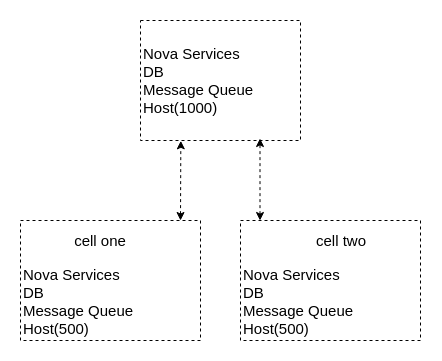 Nova Services
DB
Message Queue
Host(1000)
cell one
Nova Services
DB
Message Queue
Host(500)
cell two
Nova Services
DB
Message Queue
Host(500)